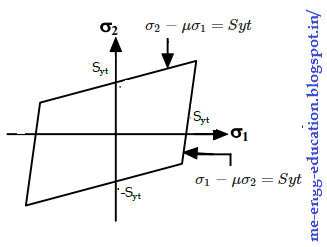 σ₂
σ₂ − μσ₁ = Syt
Syt
Syt
σ₁
σ₁ − μσ₂ = Syt
-Syt
me-engg-education.blogspot.in/